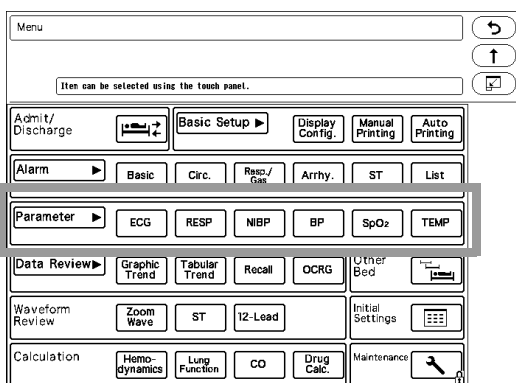 Menu
Item can be selected using the touch panel.
Admit/
Discharge
Basic Setup ▶
Display
Config.
Manual
Printing
Auto
Printing
Alarm ▶
Basic
Circ.
Resp./
Gas
Arrhy.
ST
List
Parameter ▶
ECG
RESP
NIBP
BP
SpO₂
TEMP
Data Review▶
Graphic
Trend
Tabular
Trend
Recall
OCRG
Other
Bed
Waveform
Review
Zoom
Wave
ST
12-Lead
Initial
Settings
Calculation
Hemo-
dynamics
Lung
Function
CO
Drug
Calc.
Maintenance